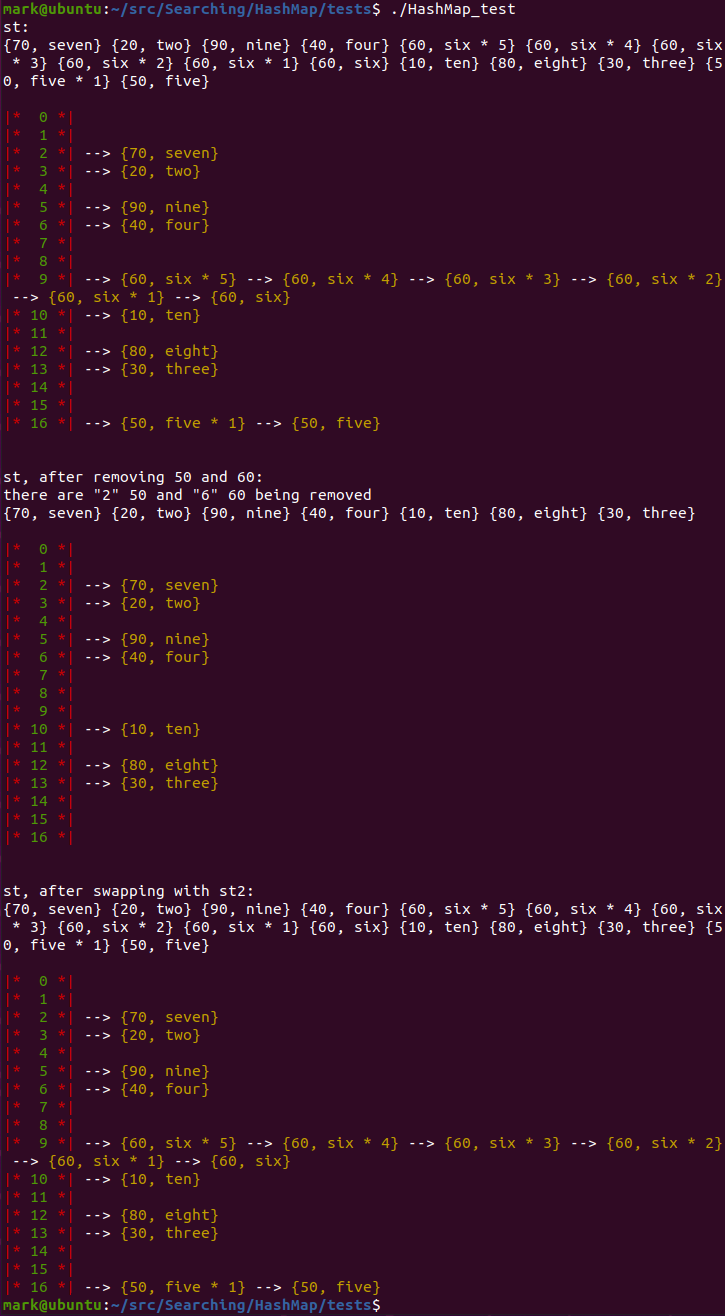 mark@ubuntu:~/src/Searching/HashMap/tests$ ./HashMap_test
st:
{70, seven} {20, two} {90, nine} {40, four} {60, six * 5} {60, six * 4} {60, six
 * 3} {60, six * 2} {60, six * 1} {60, six} {10, ten} {80, eight} {30, three} {5
0, five * 1} {50, five}

|*  0 *|
|*  1 *|
|*  2 *| --> {70, seven}
|*  3 *| --> {20, two}
|*  4 *|
|*  5 *| --> {90, nine}
|*  6 *| --> {40, four}
|*  7 *|
|*  8 *|
|*  9 *| --> {60, six * 5} --> {60, six * 4} --> {60, six * 3} --> {60, six * 2}
 --> {60, six * 1} --> {60, six}
|* 10 *| --> {10, ten}
|* 11 *|
|* 12 *| --> {80, eight}
|* 13 *| --> {30, three}
|* 14 *|
|* 15 *|
|* 16 *| --> {50, five * 1} --> {50, five}

st, after removing 50 and 60:
there are "2" 50 and "6" 60 being removed
{70, seven} {20, two} {90, nine} {40, four} {10, ten} {80, eight} {30, three}

|*  0 *|
|*  1 *|
|*  2 *| --> {70, seven}
|*  3 *| --> {20, two}
|*  4 *|
|*  5 *| --> {90, nine}
|*  6 *| --> {40, four}
|*  7 *|
|*  8 *|
|*  9 *|
|* 10 *| --> {10, ten}
|* 11 *|
|* 12 *| --> {80, eight}
|* 13 *| --> {30, three}
|* 14 *|
|* 15 *|
|* 16 *|

st, after swapping with st2:
{70, seven} {20, two} {90, nine} {40, four} {60, six * 5} {60, six * 4} {60, six
 * 3} {60, six * 2} {60, six * 1} {60, six} {10, ten} {80, eight} {30, three} {5
0, five * 1} {50, five}

|*  0 *|
|*  1 *|
|*  2 *| --> {70, seven}
|*  3 *| --> {20, two}
|*  4 *|
|*  5 *| --> {90, nine}
|*  6 *| --> {40, four}
|*  7 *|
|*  8 *|
|*  9 *| --> {60, six * 5} --> {60, six * 4} --> {60, six * 3} --> {60, six * 2}
 --> {60, six * 1} --> {60, six}
|* 10 *| --> {10, ten}
|* 11 *|
|* 12 *| --> {80, eight}
|* 13 *| --> {30, three}
|* 14 *|
|* 15 *|
|* 16 *| --> {50, five * 1} --> {50, five}
mark@ubuntu:~/src/Searching/HashMap/tests$